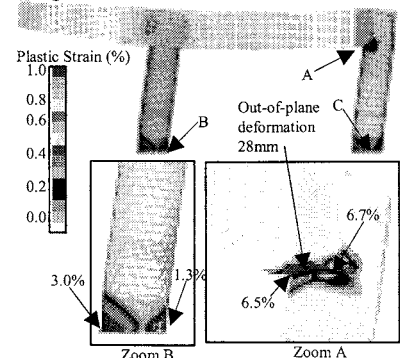 Plastic Strain (%)
1.0
0.8
0.6
0.4
0.2
0.0
A
B
C
Out-of-plane
deformation
28mm
3.0%
1.3%
6.7%
6.5%
Zoom B
Zoom A